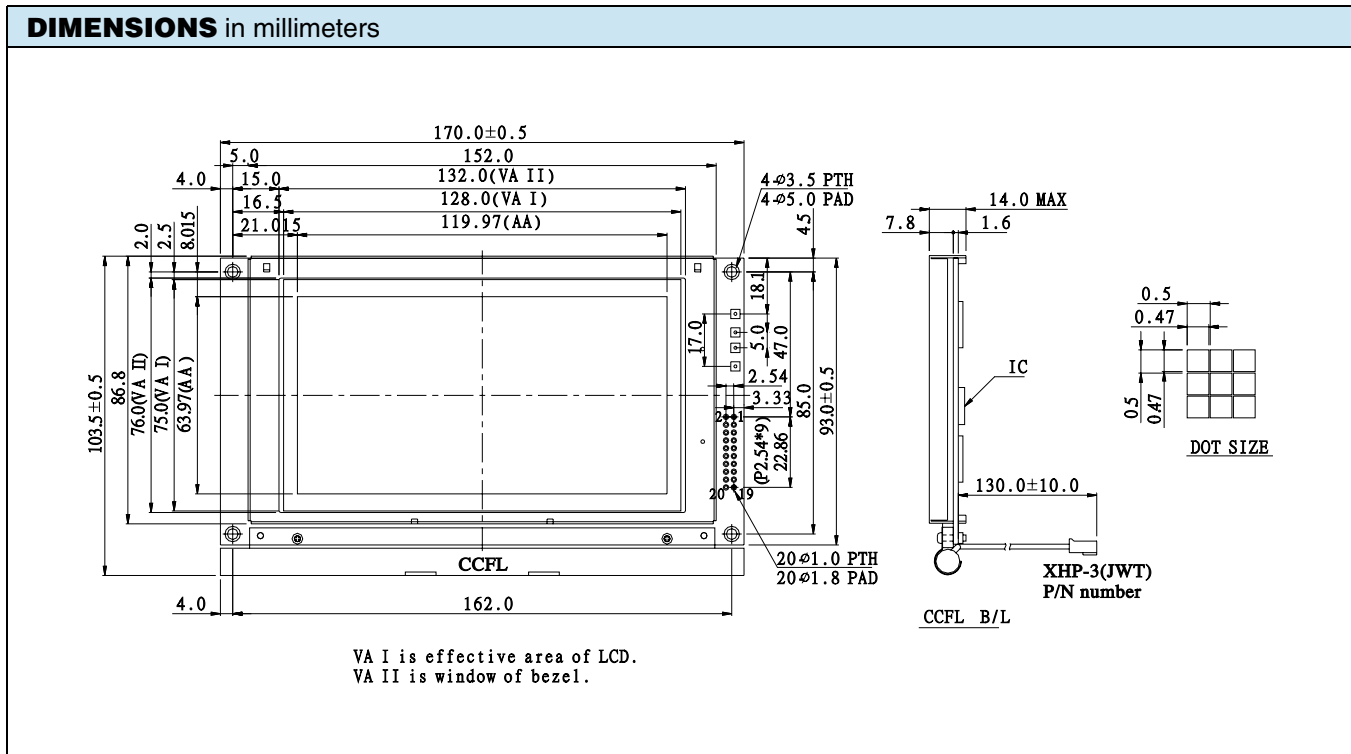 DIMENSIONS in millimeters
170.0±0.5
5.0 152.0
4.0 15.0 132.0(VA II)
16.5 128.0(VA I)
21.015 119.97(AA)
4-⌀3.5 PTH
4-⌀5.0 PAD
2.0
2.5
8.015
4.5
18.1
17.0
5.0
47.0
2.54
3.33
103.5±0.5
86.8
76.0(VA II)
75.0(VA I)
63.97(AA)
85.0
93.0±0.5
2 1
(P2.54*9)
22.86
20 19
20⌀1.0 PTH
20⌀1.8 PAD
CCFL
4.0 162.0
VA I is effective area of LCD.
VA II is window of bezel.
14.0 MAX
7.8 1.6
IC
130.0±10.0
XHP-3(JWT)
P/N number
CCFL B/L
0.5
0.47
0.5
0.47
DOT SIZE